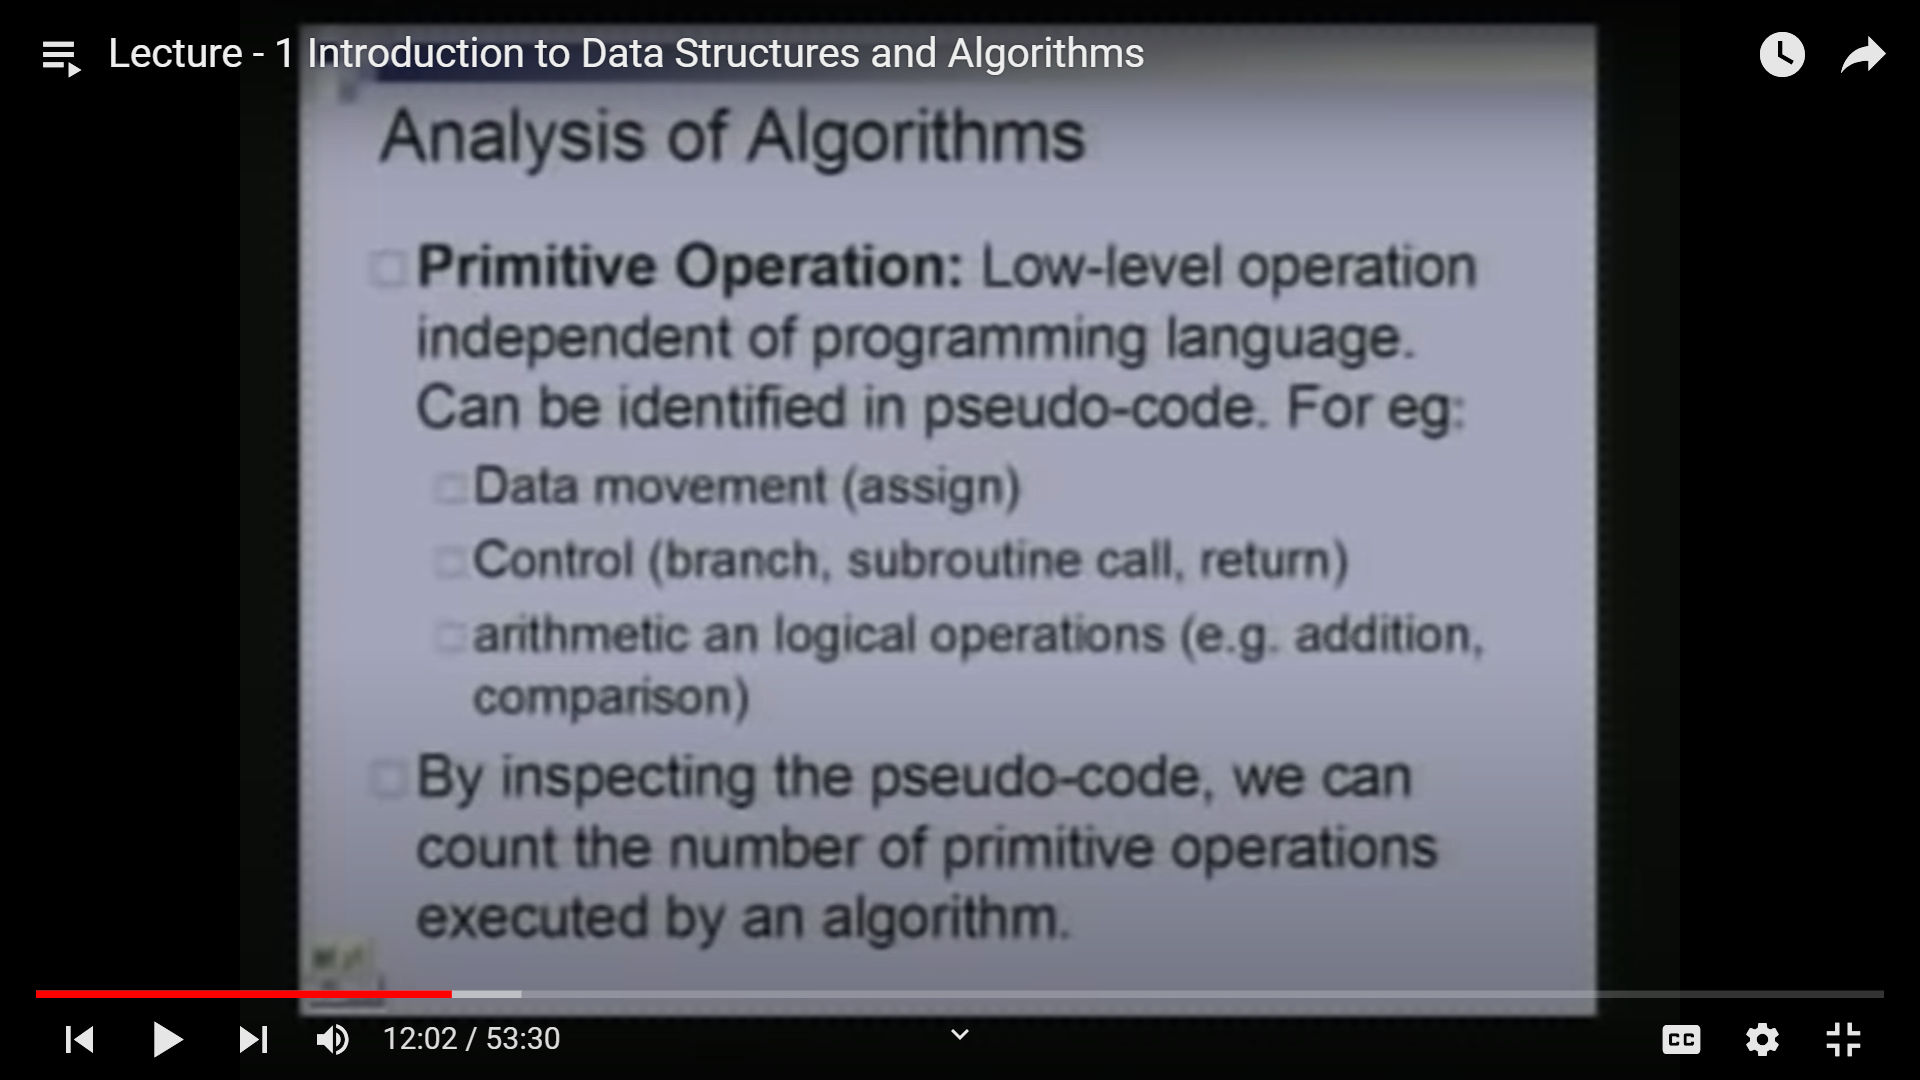 Lecture - 1 Introduction to Data Structures and Algorithms
Analysis of Algorithms
Primitive Operation: Low-level operation
independent of programming language.
Can be identified in pseudo-code. For eg:
Data movement (assign)
Control (branch, subroutine call, return)
arithmetic an logical operations (e.g. addition,
comparison)
By inspecting the pseudo-code, we can
count the number of primitive operations
executed by an algorithm.
12:02 / 53:30
CC